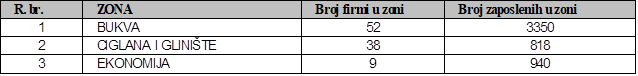 R. br. ZONA Broj firmi u zoni Broj zaposlenih u zoni
1 BUKVA 52 3350
2 CIGLANA I GLINIŠTE 38 818
3 EKONOMIJA 9 940